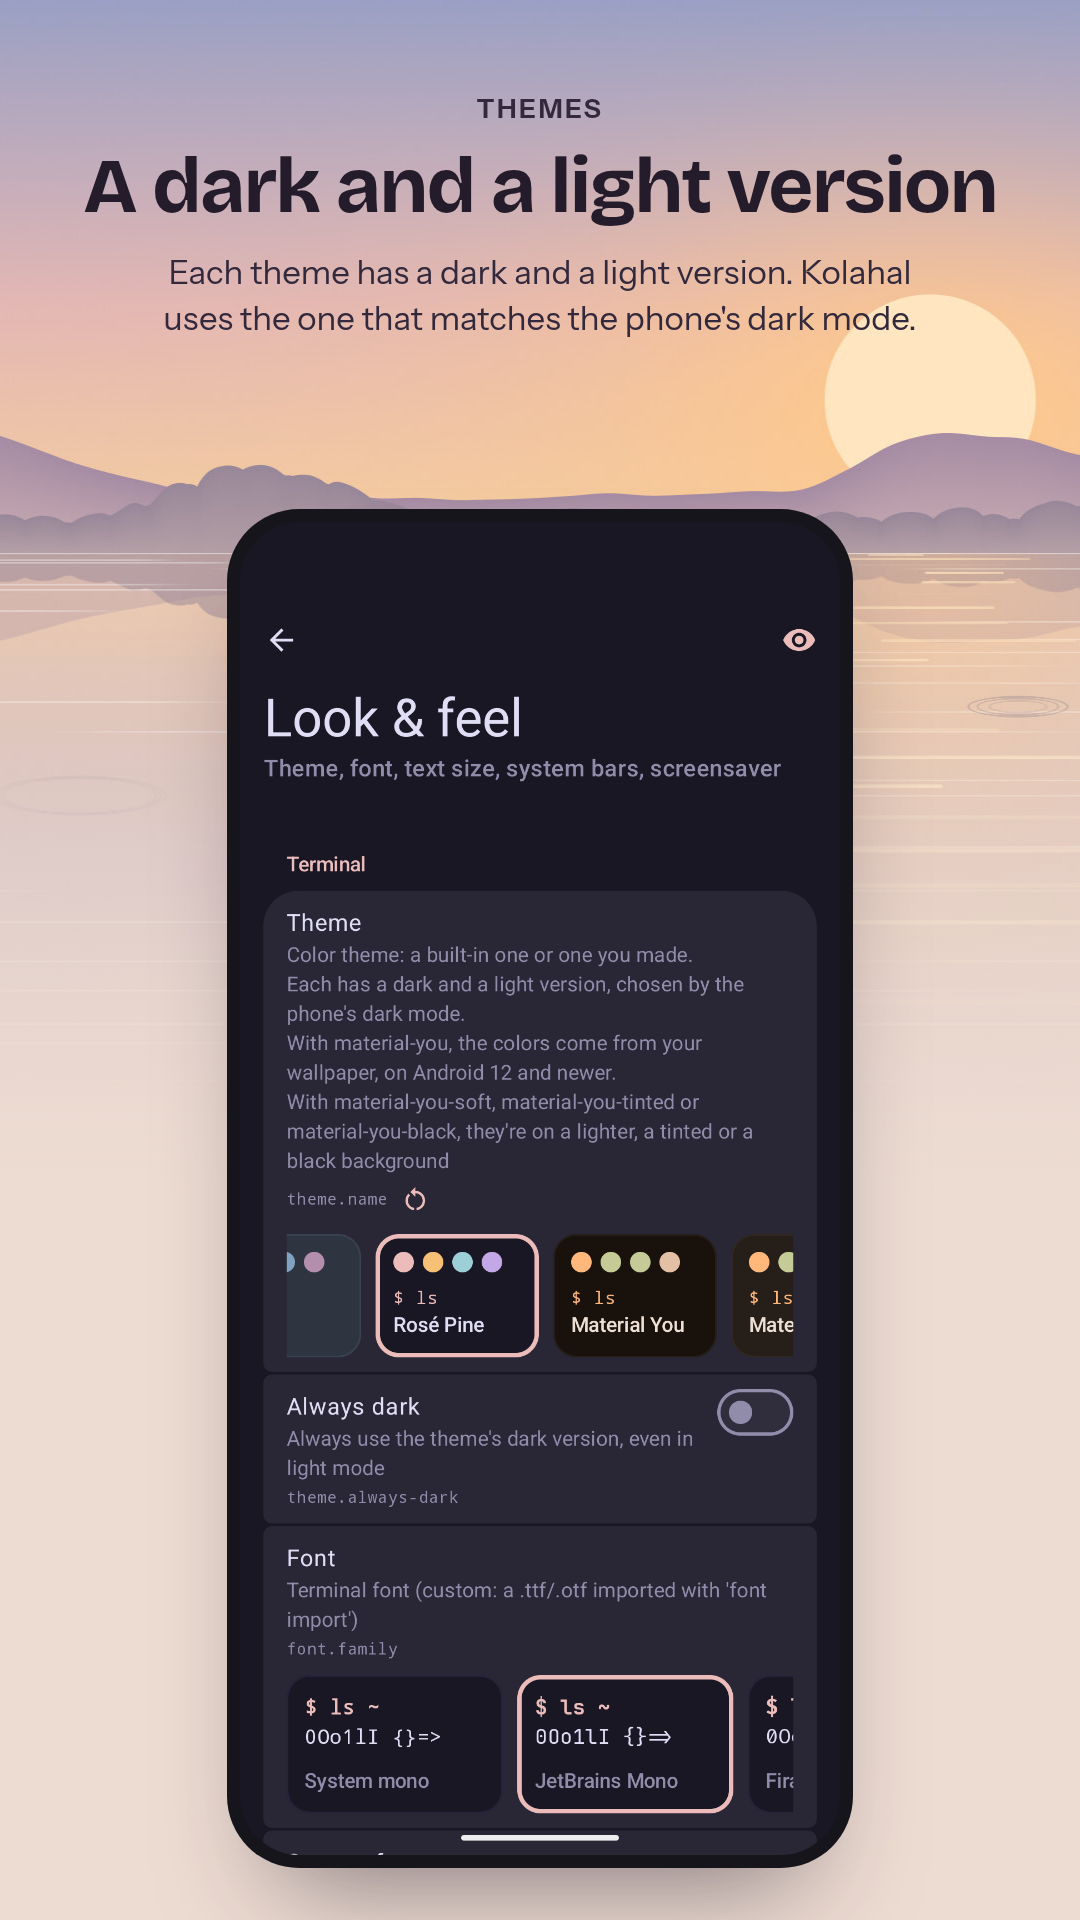 THEMES
A dark and a light version
Each theme has a dark and a light version. Kolahal
uses the one that matches the phone's dark mode.
Look & feel
Theme, font, text size, system bars, screensaver
Terminal
Theme
Color theme: a built-in one or one you made.
Each has a dark and a light version, chosen by the
phone's dark mode.
With material-you, the colors come from your
wallpaper, on Android 12 and newer.
With material-you-soft, material-you-tinted or
material-you-black, they're on a lighter, a tinted or a
black background
theme.name
$ ls $ ls $ ls
Rosé Pine Material You Mate
Always dark
Always use the theme's dark version, even in
light mode
theme.always-dark
Font
Terminal font (custom: a .ttf/.otf imported with 'font
import')
font.family
$ ls ~ $ ls ~ $
0Oo1lI {}=> 0Oo1lI {}=> 0O
System mono JetBrains Mono Fira